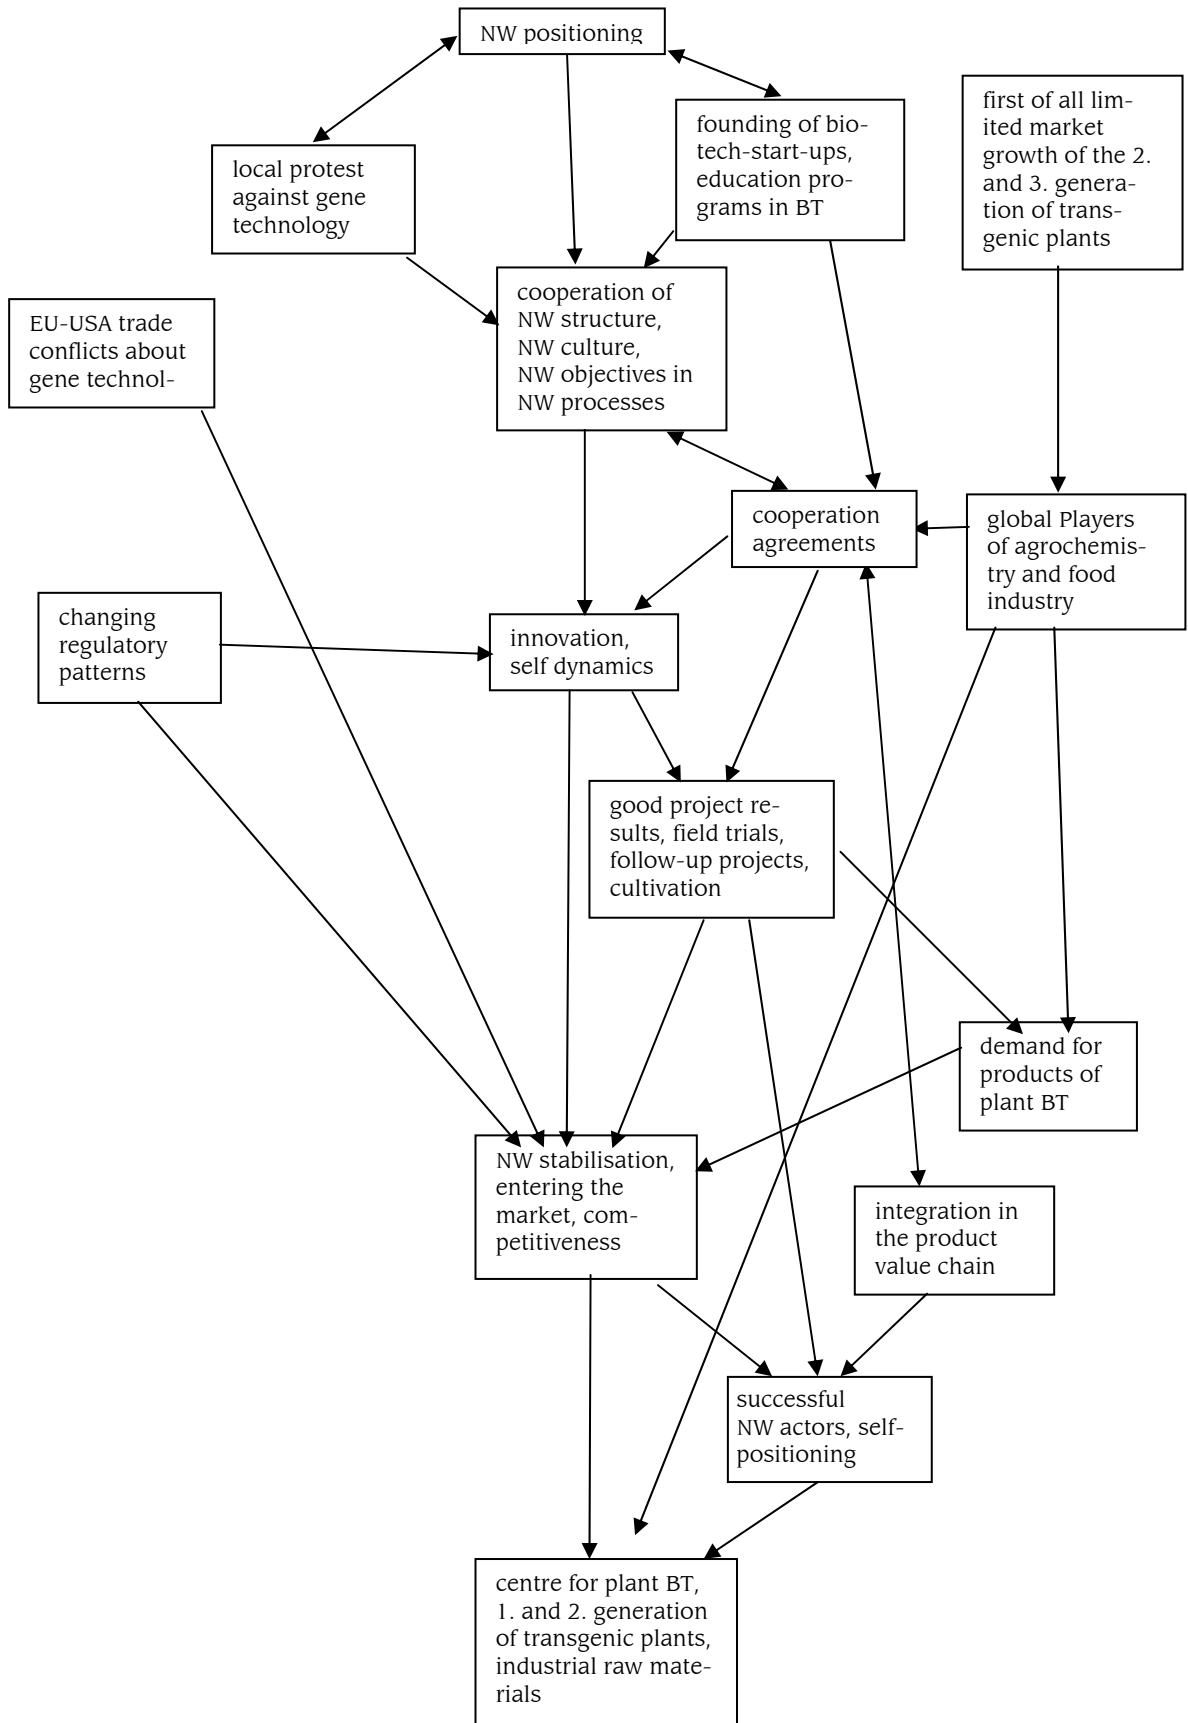 NW positioning
founding of bio-
tech-start-ups,
education pro-
grams in BT
first of all lim-
ited market
growth of the 2.
and 3. genera-
tion of trans-
genic plants
local protest
against gene
technology
cooperation of
NW structure,
NW culture,
NW objectives in
NW processes
EU-USA trade
conflicts about
gene technol-
cooperation
agreements
global Players
of agrochemis-
try and food
industry
changing
regulatory
patterns
innovation,
self dynamics
good project re-
sults, field trials,
follow-up projects,
cultivation
demand for
products of
plant BT
NW stabilisation,
entering the
market, com-
petitiveness
integration in
the product
value chain
successful
NW actors, self-
positioning
centre for plant BT,
1. and 2. generation
of transgenic plants,
industrial raw mate-
rials